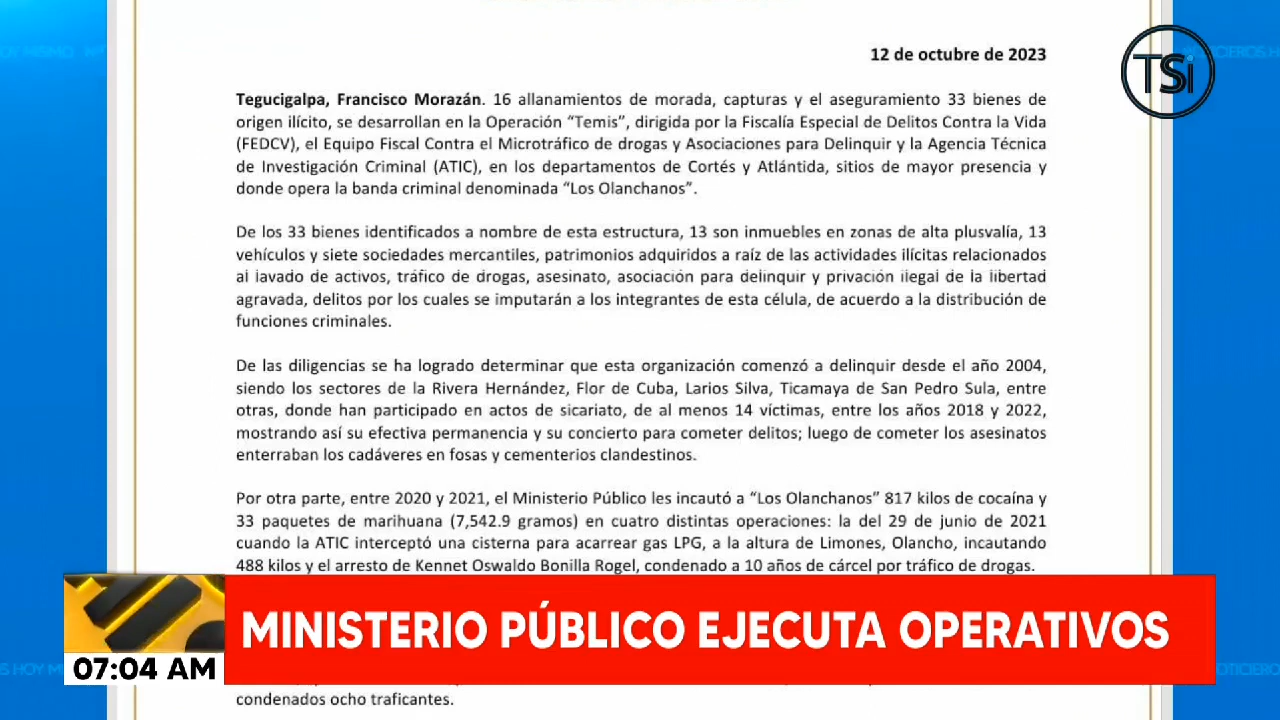 12 de octubre de 2023
TSi
Tegucigalpa, Francisco Morazán. 16 allanamientos de morada, capturas y el aseguramiento 33 bienes de
origen ilícito, se desarrollan en la Operación “Temis”, dirigida por la Fiscalía Especial de Delitos Contra la Vida
(FEDCV), el Equipo Fiscal Contra el Microtráfico de drogas y Asociaciones para Delinquir y la Agencia Técnica
de Investigación Criminal (ATIC), en los departamentos de Cortés y Atlántida, sitios de mayor presencia y
donde opera la banda criminal denominada “Los Olanchanos”.
De los 33 bienes identificados a nombre de esta estructura, 13 son inmuebles en zonas de alta plusvalía, 13
vehículos y siete sociedades mercantiles, patrimonios adquiridos a raíz de las actividades ilícitas relacionados
al lavado de activos, tráfico de drogas, asesinato, asociación para delinquir y privación ilegal de la libertad
agravada, delitos por los cuales se imputarán a los integrantes de esta célula, de acuerdo a la distribución de
funciones criminales.
De las diligencias se ha logrado determinar que esta organización comenzó a delinquir desde el año 2004,
siendo los sectores de la Rivera Hernández, Flor de Cuba, Larios Silva, Ticamaya de San Pedro Sula, entre
otras, donde han participado en actos de sicariato, de al menos 14 víctimas, entre los años 2018 y 2022,
mostrando así su efectiva permanencia y su concierto para cometer delitos; luego de cometer los asesinatos
enterraban los cadáveres en fosas y cementerios clandestinos.
Por otra parte, entre 2020 y 2021, el Ministerio Público les incautó a “Los Olanchanos” 817 kilos de cocaína y
33 paquetes de marihuana (7,542.9 gramos) en cuatro distintas operaciones: la del 29 de junio de 2021
cuando la ATIC interceptó una cisterna para acarrear gas LPG, a la altura de Limones, Olancho, incautando
488 kilos y el arresto de Kennet Oswaldo Bonilla Rogel, condenado a 10 años de cárcel por tráfico de drogas.
MINISTERIO PÚBLICO EJECUTA OPERATIVOS
07:04 AM
condenados ocho traficantes.